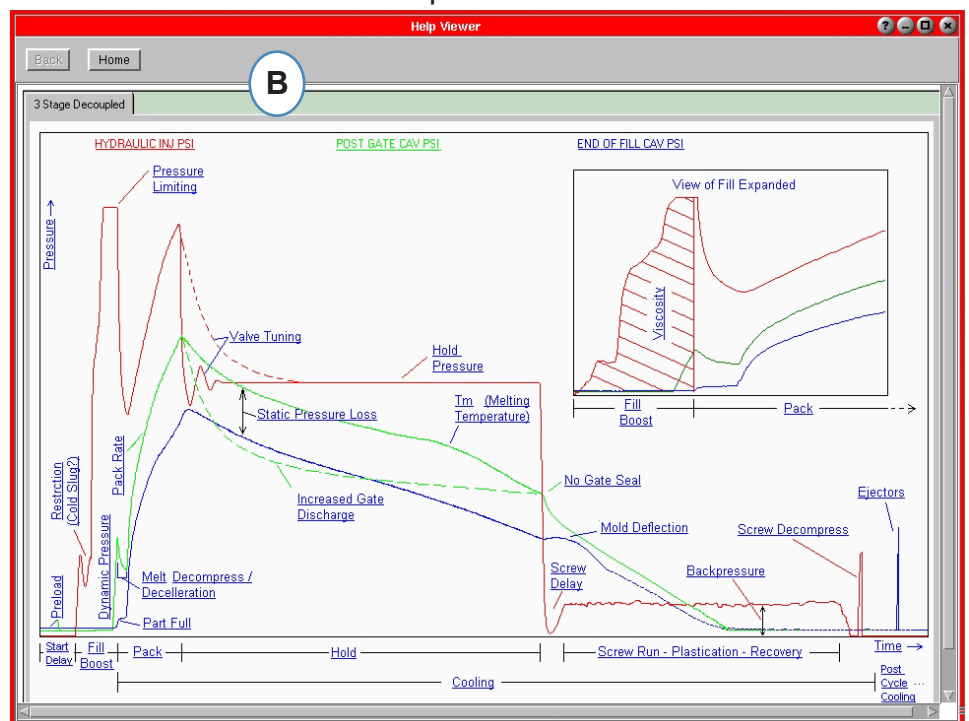 Help Viewer
Back
Home
B
3 Stage Decoupled
HYDRAULIC INJ PSI
POST GATE CAV PSI
END OF FILL CAV PSI
Pressure
Limiting
View of Fill Expanded
Pressure
Viscosity
Valve Tuning
Hold
Pressure
Fill
Boost
Pack
Static Pressure Loss
Tm (Melting
Temperature)
Pack Rate
Restrction
(Cold Slug?)
Increased Gate
Discharge
No Gate Seal
Ejectors
Mold Deflection
Screw Decompress
Dynamic Pressure
Preload
Melt Decompress /
Decelleration
Screw
Delay
Backpressure
Part Full
Start
Delay
Fill
Boost
Pack
Hold
Screw Run - Plastication - Recovery
Time
Cooling
Post
Cycle
Cooling